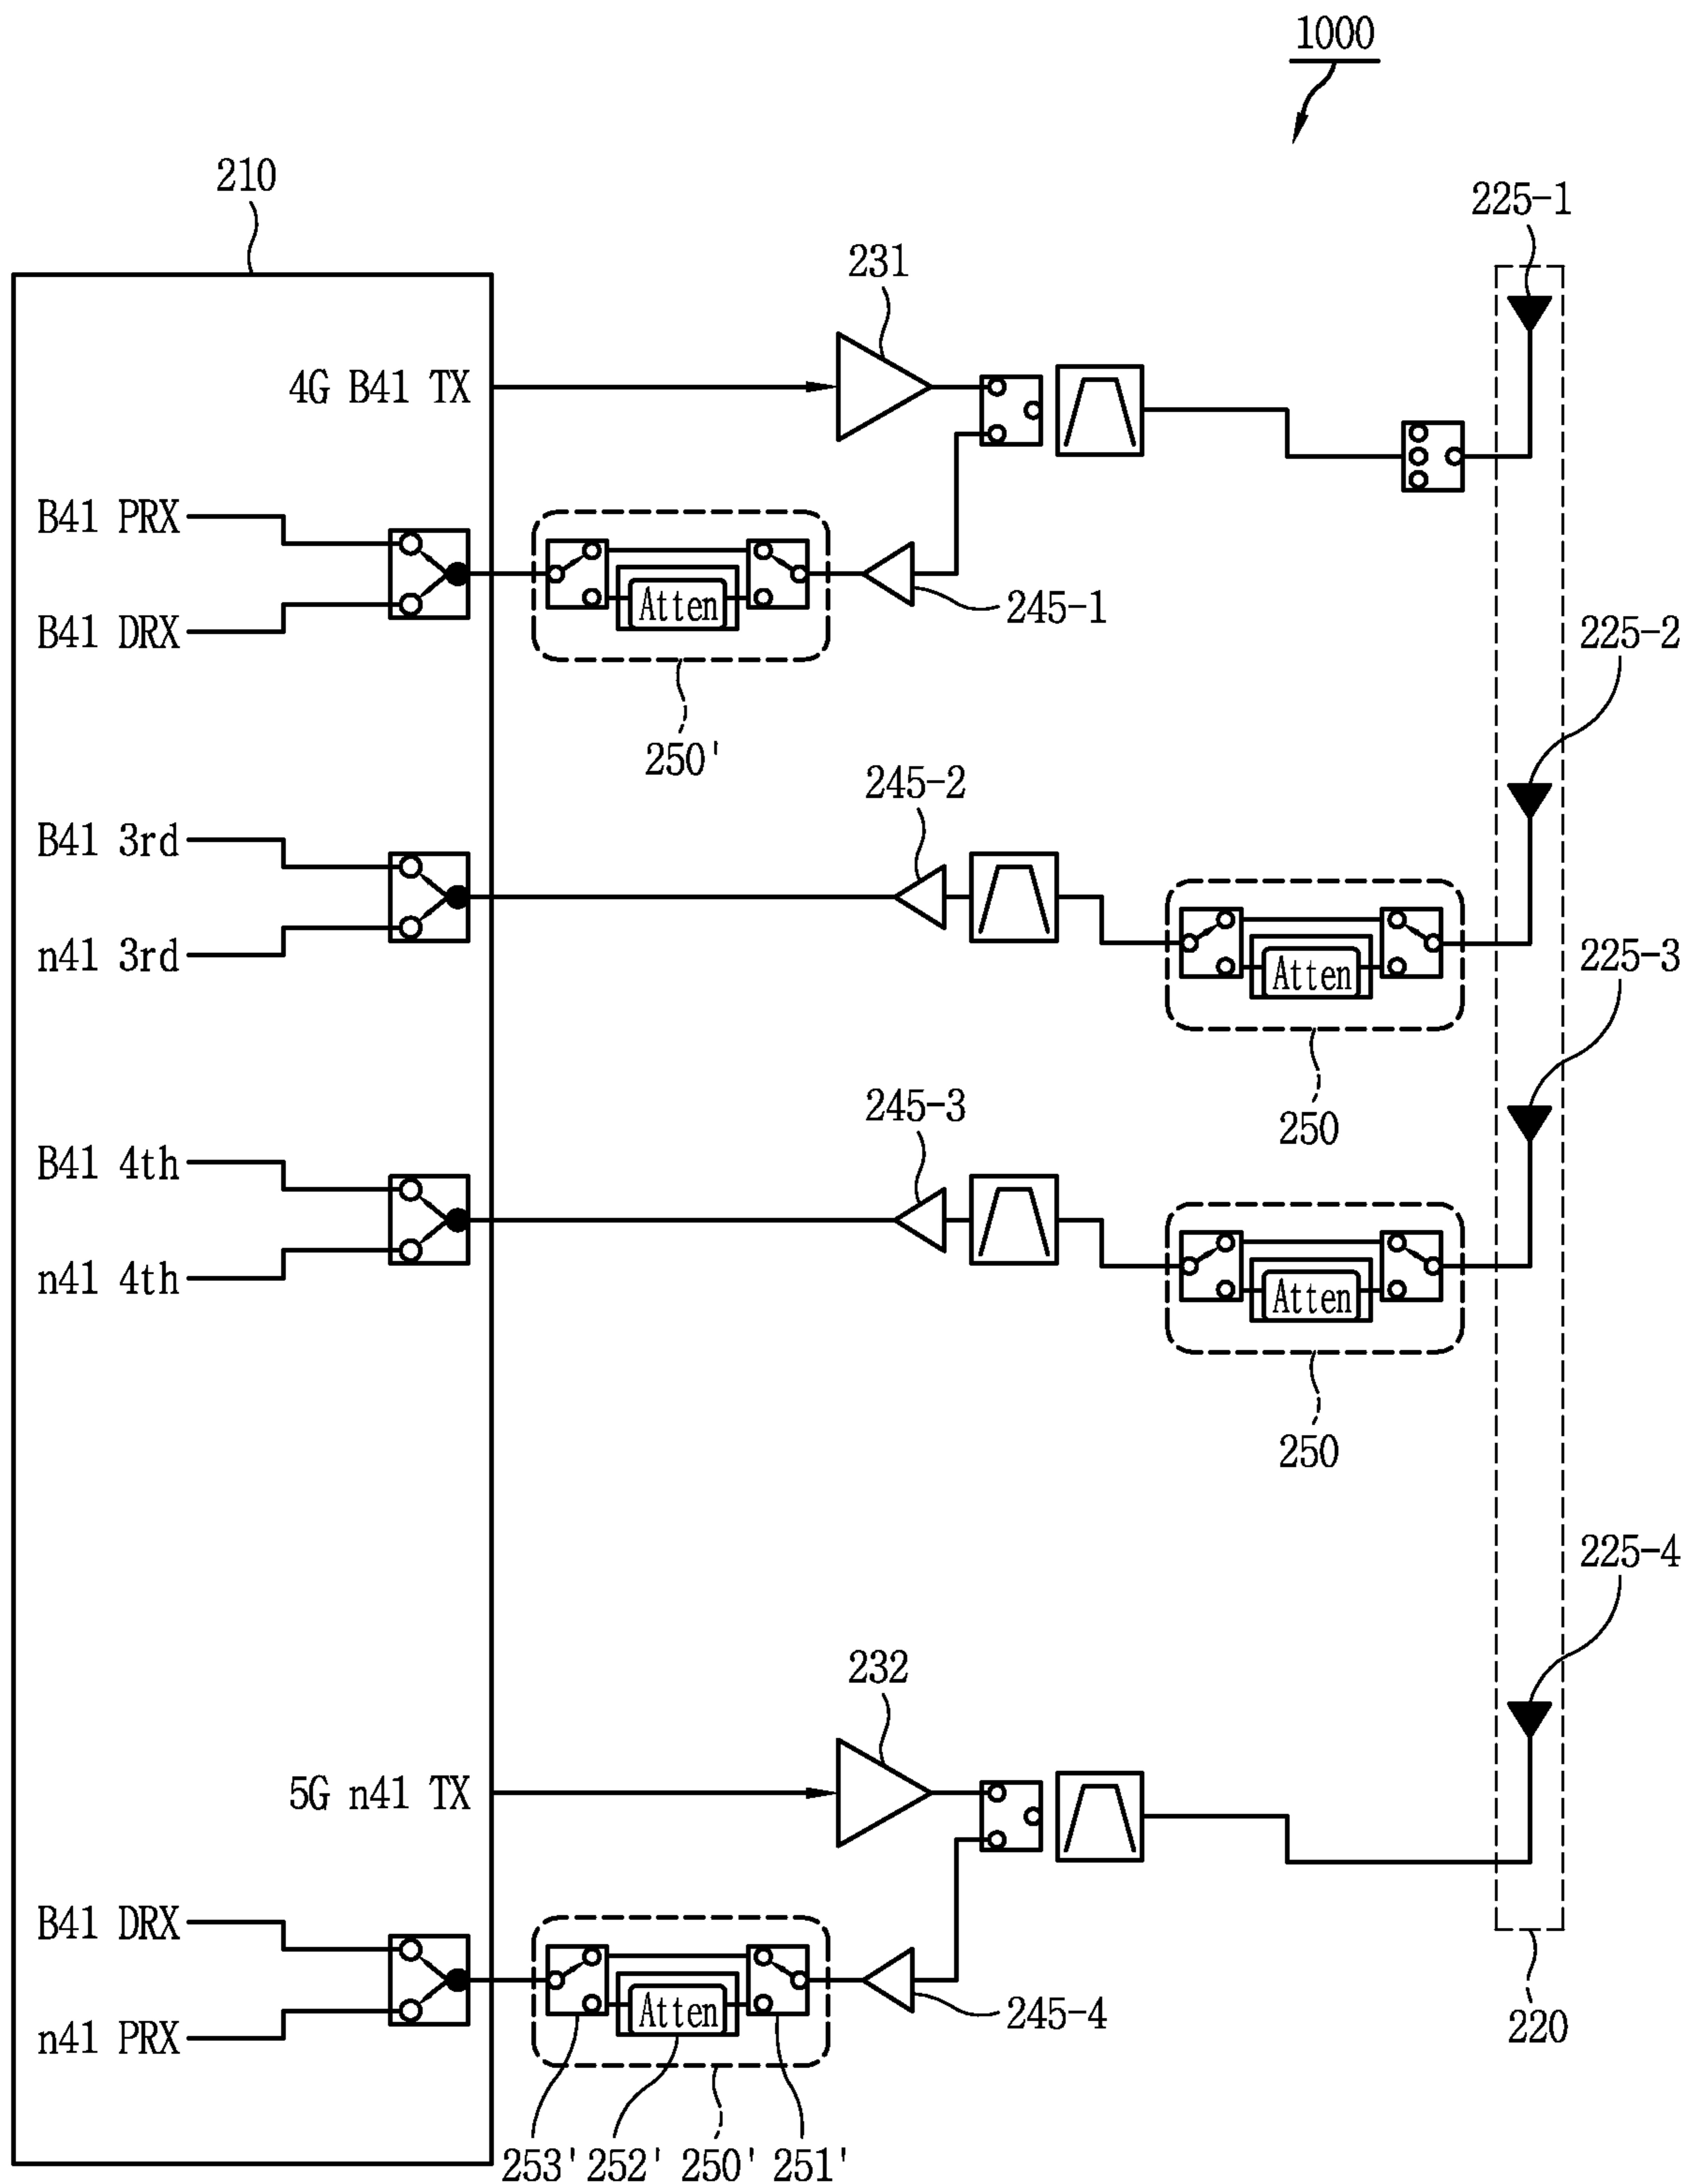 1000
210
225-1
231
4G B41 TX
B41 PRX
Atten
B41 DRX
245-1
225-2
250'
245-2
B41 3rd
n41 3rd
Atten
225-3
245-3
250
B41 4th
n41 4th
Atten
250
225-4
232
5G n41 TX
B41 DRX
Atten
n41 PRX
245-4
220
253' 252' 250' 251'